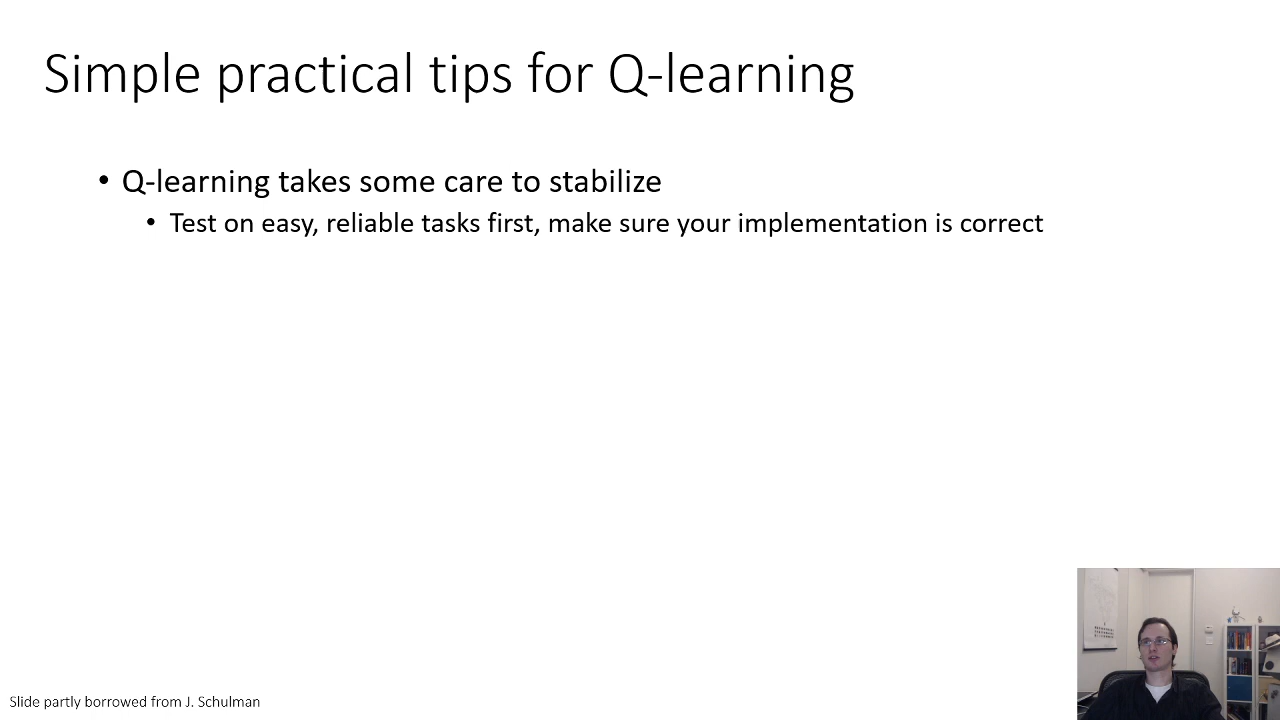 Simple practical tips for Q-learning
• Q-learning takes some care to stabilize
• Test on easy, reliable tasks first, make sure your implementation is correct
Slide partly borrowed from J. Schulman